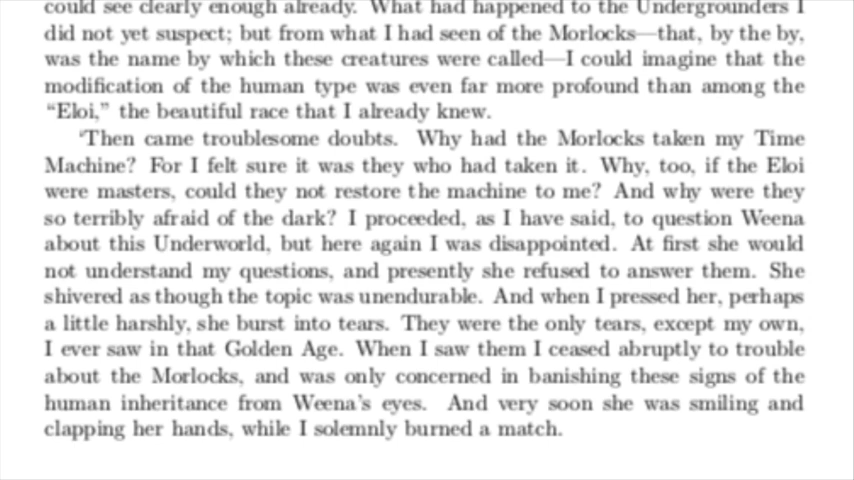 could see clearly enough already. What had happened to the Undergrounders I
did not yet suspect; but from what I had seen of the Morlocks—that, by the by,
was the name by which these creatures were called—I could imagine that the
modification of the human type was even far more profound than among the
“Eloi,” the beautiful race that I already knew.
‘Then came troublesome doubts. Why had the Morlocks taken my Time
Machine? For I felt sure it was they who had taken it. Why, too, if the Eloi
were masters, could they not restore the machine to me? And why were they
so terribly afraid of the dark? I proceeded, as I have said, to question Weena
about this Underworld, but here again I was disappointed. At first she would
not understand my questions, and presently she refused to answer them. She
shivered as though the topic was unendurable. And when I pressed her, perhaps
a little harshly, she burst into tears. They were the only tears, except my own,
I ever saw in that Golden Age. When I saw them I ceased abruptly to trouble
about the Morlocks, and was only concerned in banishing these signs of the
human inheritance from Weena’s eyes. And very soon she was smiling and
clapping her hands, while I solemnly burned a match.